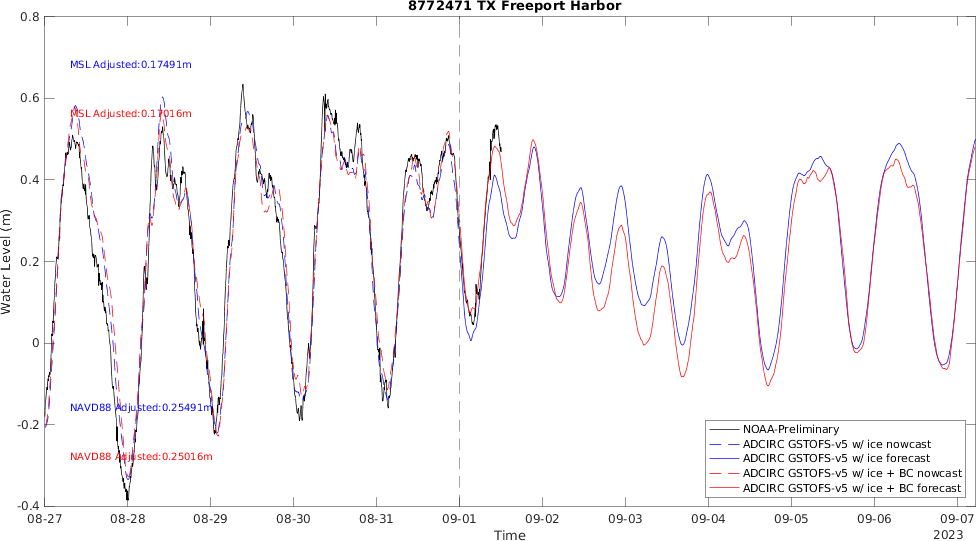 8772471 TX Freeport Harbor
0.8
0.6
0.4
0.2
0
-0.2
-0.4
Water Level (m)
MSL Adjusted:0.17491m
MSL Adjusted:0.17016m
NAVD88 Adjusted:0.25491m
NAVD88 Adjusted:0.25016m
NOAA-Preliminary
ADCIRC GSTOFS-v5 w/ ice nowcast
ADCIRC GSTOFS-v5 w/ ice forecast
ADCIRC GSTOFS-v5 w/ ice + BC nowcast
ADCIRC GSTOFS-v5 w/ ice + BC forecast
08-27 08-28 08-29 08-30 08-31 09-01 09-02 09-03 09-04 09-05 09-06 09-07
Time
2023